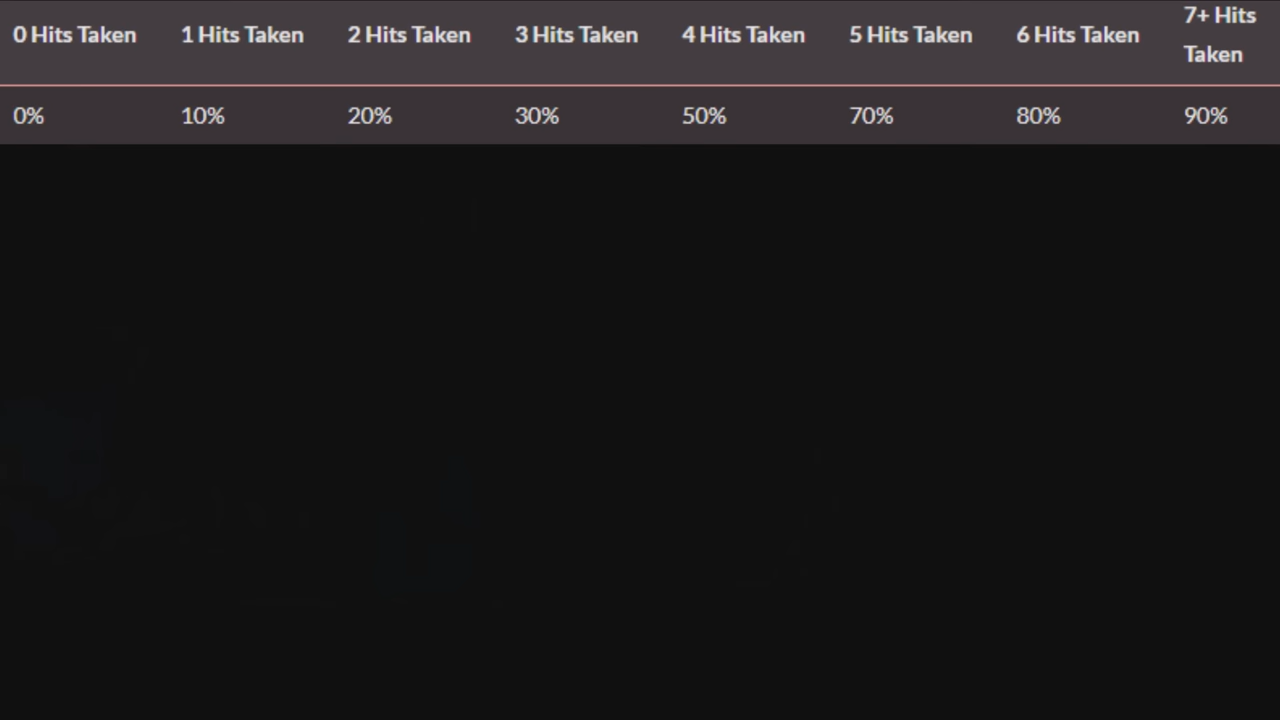 0 Hits Taken 1 Hits Taken 2 Hits Taken 3 Hits Taken 4 Hits Taken 5 Hits Taken 6 Hits Taken 7+ Hits
Taken
0% 10% 20% 30% 50% 70% 80% 90%